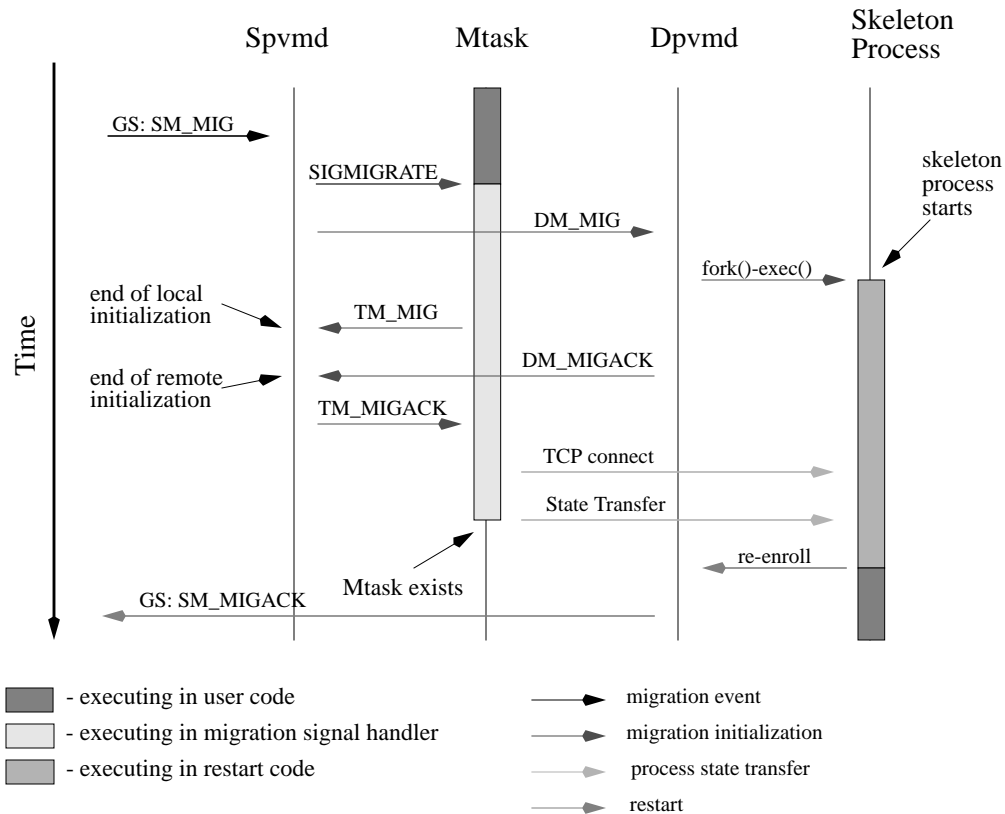 Spvmd
Mtask
Dpvmd
Skeleton
Process
GS: SM_MIG
SIGMIGRATE
skeleton
process
starts
DM_MIG
fork()-exec()
end of local
initialization
TM_MIG
Time
DM_MIGACK
end of remote
initialization
TM_MIGACK
TCP connect
State Transfer
re-enroll
Mtask exists
GS: SM_MIGACK
- executing in user code
- executing in migration signal handler
- executing in restart code
migration event
migration initialization
process state transfer
restart